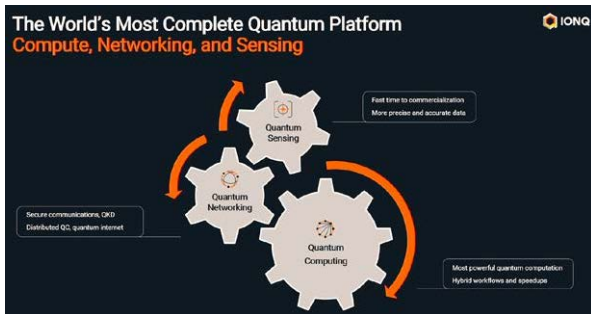 The World's Most Complete Quantum Platform
IONQ
Compute, Networking, and Sensing
Fast time to commercialization
More precise and accurate data
Quantum
Sensing
Quantum
Networking
Secure communications, QKD
Distributed QC, quantum internet
Quantum
Computing
Most powerful quantum computation
Hybrid workflows and speedups